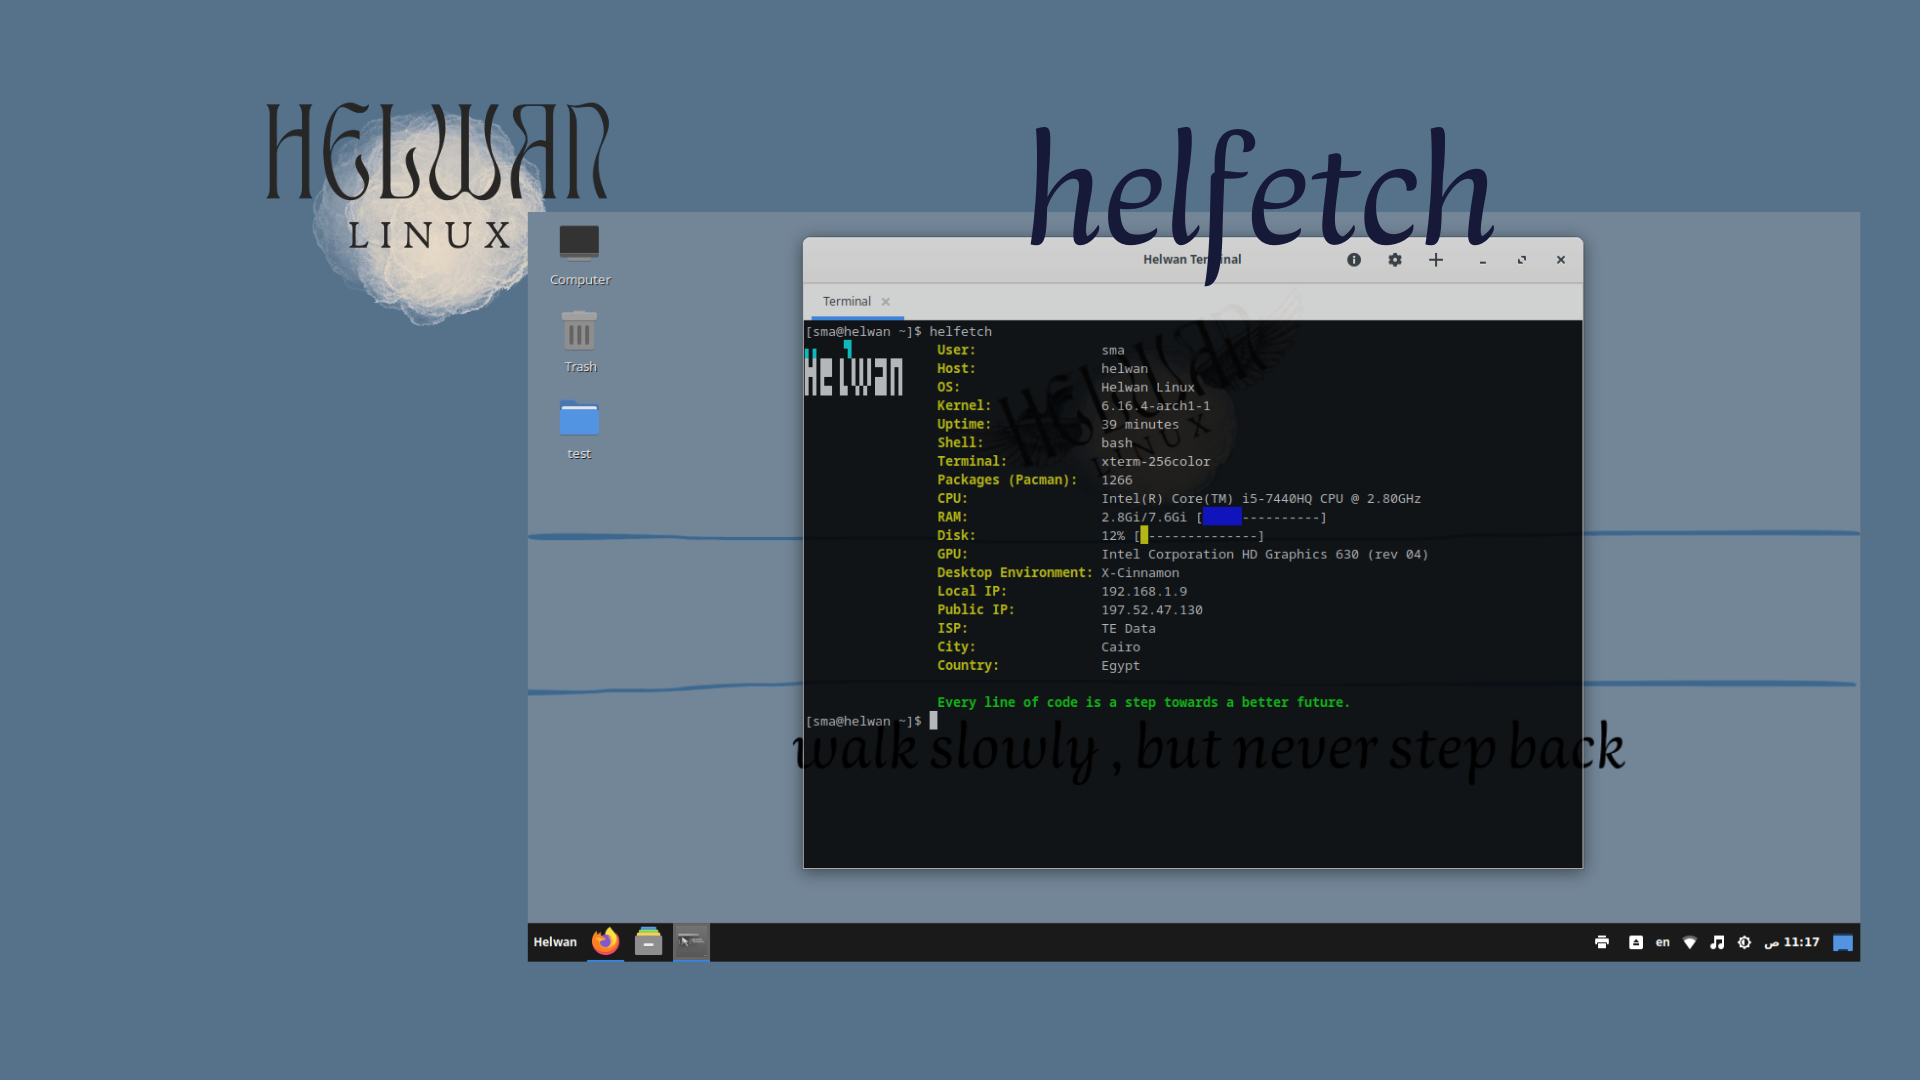 HELWAN
LINUX
helfetch
Computer
Trash
test
Helwan Terminal
Terminal
[sma@helwan ~]$ helfetch
Helwan
User: sma
Host: helwan
OS: Helwan Linux
Kernel: 6.16.4-arch1-1
Uptime: 39 minutes
Shell: bash
Terminal: xterm-256color
Packages (Pacman): 1266
CPU: Intel(R) Core(TM) i5-7440HQ CPU @ 2.80GHz
RAM: 2.8Gi/7.6Gi [     ----------]
Disk: 12% [ --------------]
GPU: Intel Corporation HD Graphics 630 (rev 04)
Desktop Environment: X-Cinnamon
Local IP: 192.168.1.9
Public IP: 197.52.47.130
ISP: TE Data
City: Cairo
Country: Egypt
Every line of code is a step towards a better future.
[sma@helwan ~]$
HELWAN
LINUX
walk slowly , but never step back
Helwan
en
11:17 ص